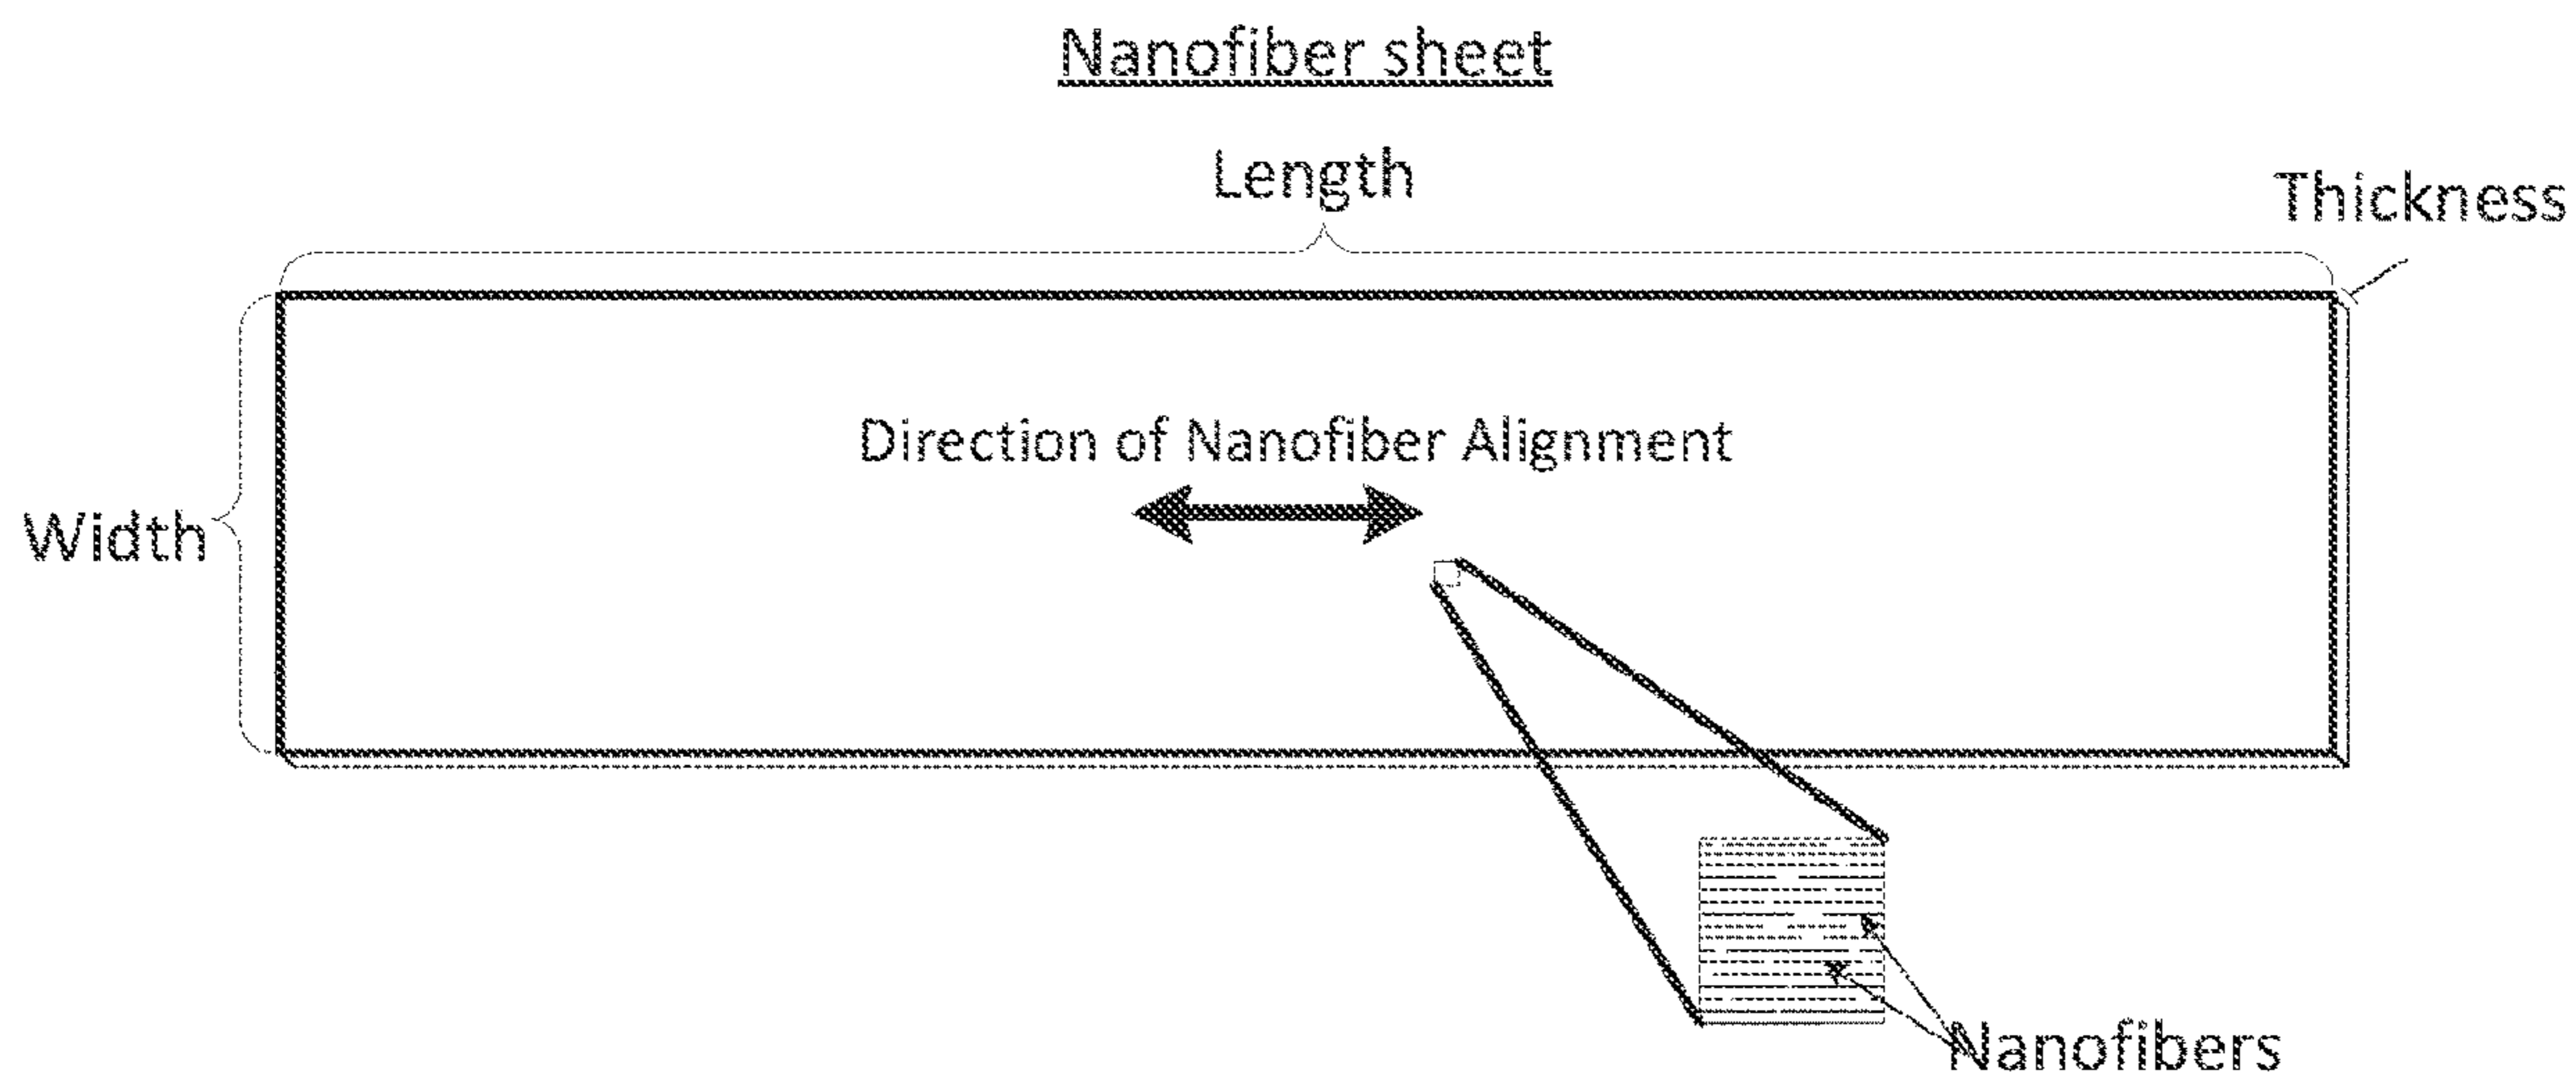 Nanofiber sheet
Length
Thickness
Direction of Nanofiber Alignment
Width
Nanofibers